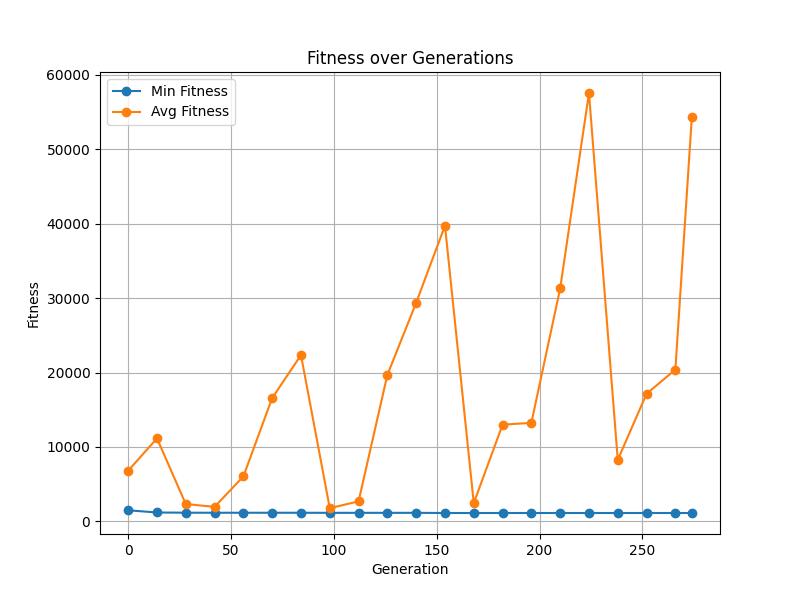 Fitness over Generations
Min Fitness
Avg Fitness
60000
50000
40000
30000
20000
10000
0
Fitness
0 50 100 150 200 250
Generation